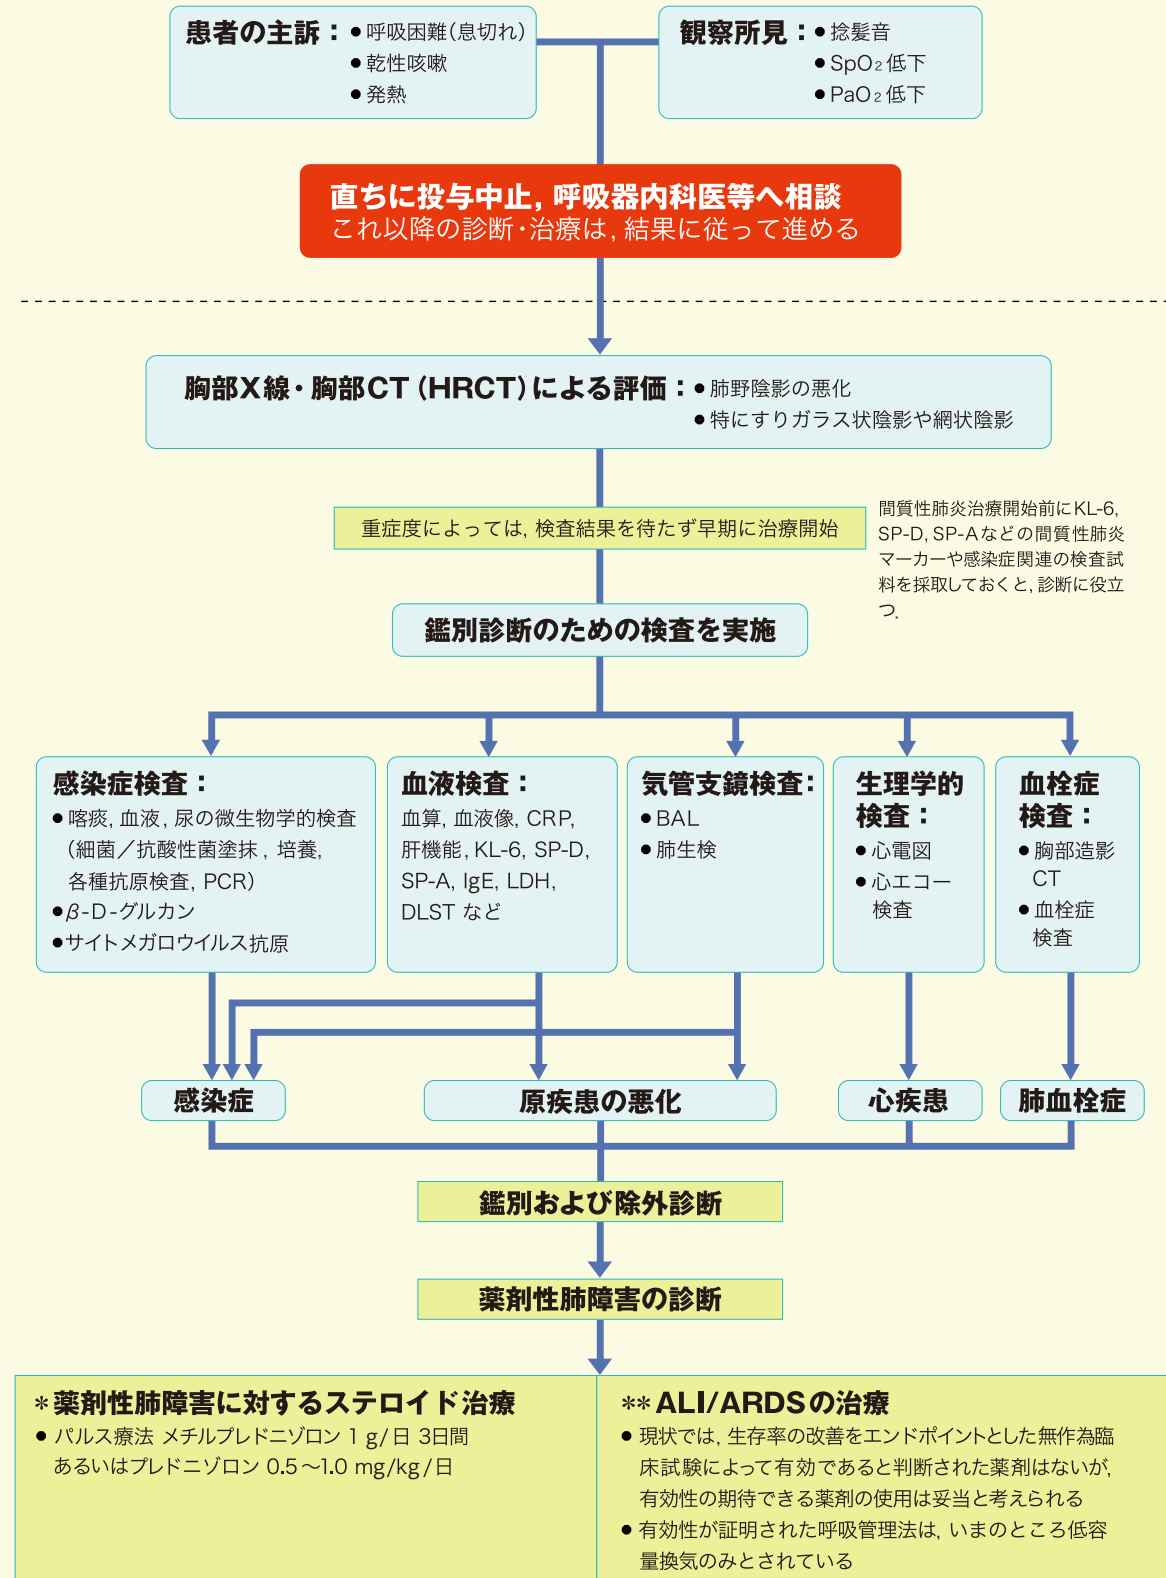 患者の主訴：●呼吸困難（息切れ）
●乾性咳嗽
●発熱
観察所見：●捻髪音
●SpO₂低下
●PaO₂低下
直ちに投与中止，呼吸器内科医等へ相談
これ以降の診断・治療は，結果に従って進める
胸部X線・胸部CT（HRCT）による評価：●肺野陰影の悪化
●特にすりガラス状陰影や網状陰影
重症度によっては，検査結果を待たず早期に治療開始
間質性肺炎治療開始前にKL-6,
SP-D, SP-Aなどの間質性肺炎
マーカーや感染症関連の検査試
料を採取しておくと，診断に役立
つ．
鑑別診断のための検査を実施
感染症検査：
●喀痰，血液，尿の微生物学的検査
（細菌／抗酸性菌塗抹，培養，
各種抗原検査，PCR）
●β-D-グルカン
●サイトメガロウイルス抗原
血液検査：
血算，血液像，CRP,
肝機能，KL-6, SP-D,
SP-A, IgE, LDH,
DLST など
気管支鏡検査：
●BAL
●肺生検
生理学的
検査：
●心電図
●心エコー
検査
血栓症
検査：
●胸部造影
CT
●血栓症
検査
感染症
原疾患の悪化
心疾患
肺血栓症
鑑別および除外診断
薬剤性肺障害の診断
*薬剤性肺障害に対するステロイド治療
●パルス療法 メチルプレドニゾロン 1 g/日 3日間
あるいはプレドニゾロン 0.5～1.0 mg/kg/日
**ALI/ARDSの治療
●現状では，生存率の改善をエンドポイントとした無作為臨
床試験によって有効であると判断された薬剤はないが，
有効性の期待できる薬剤の使用は妥当と考えられる
●有効性が証明された呼吸管理法は，いまのところ低容
量換気のみとされている